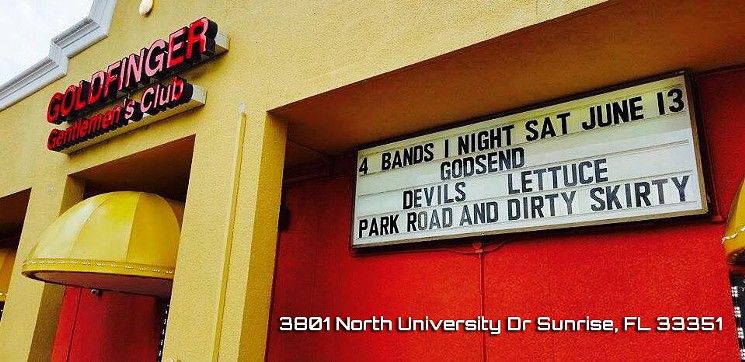 GOLDFINGER
Gentlemen's Club
4 BANDS 1 NIGHT SAT JUNE 13
GODSEND
DEVILS LETTUCE
PARK ROAD AND DIRTY SKIRTY
3801 North University Dr Sunrise, FL 33351